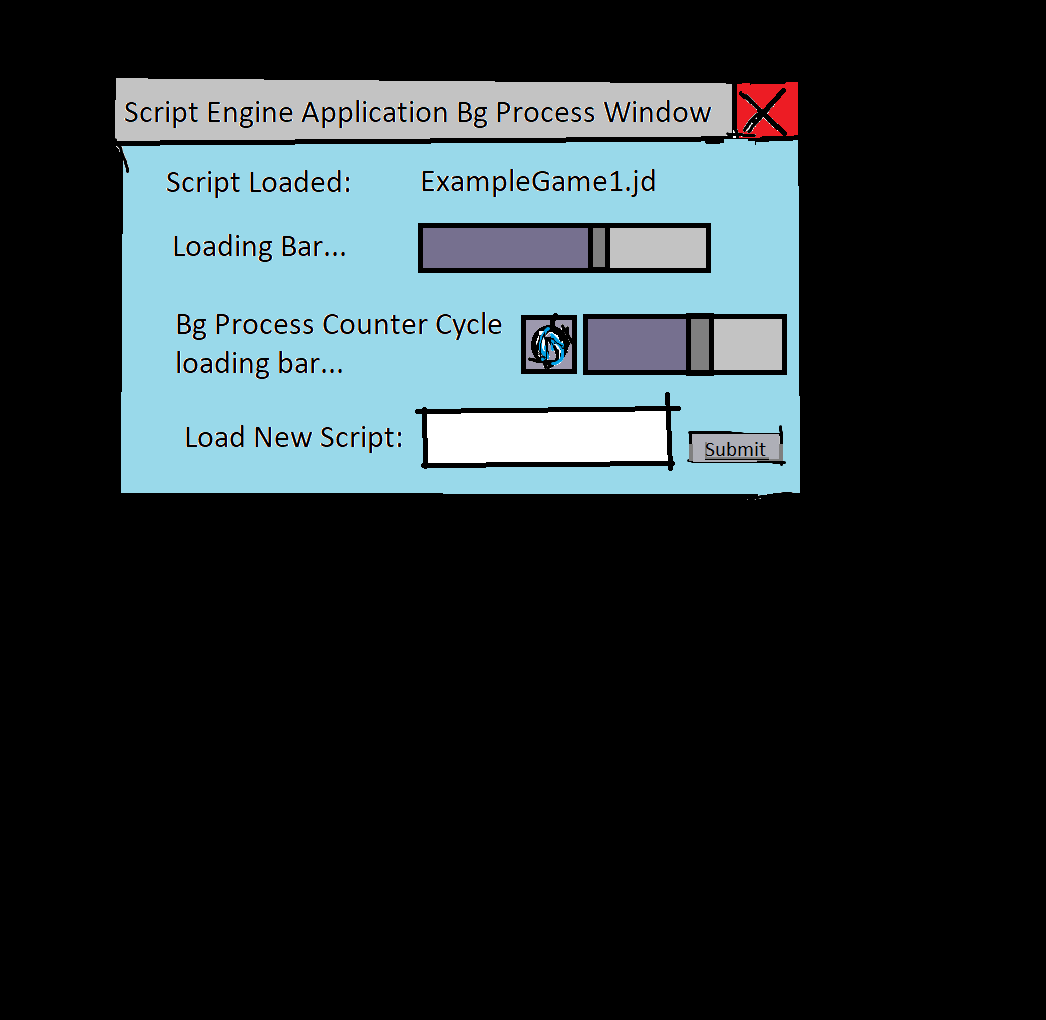 Script Engine Application Bg Process Window
Script Loaded: ExampleGame1.jd
Loading Bar...
Bg Process Counter Cycle
loading bar...
Load New Script:
Submit